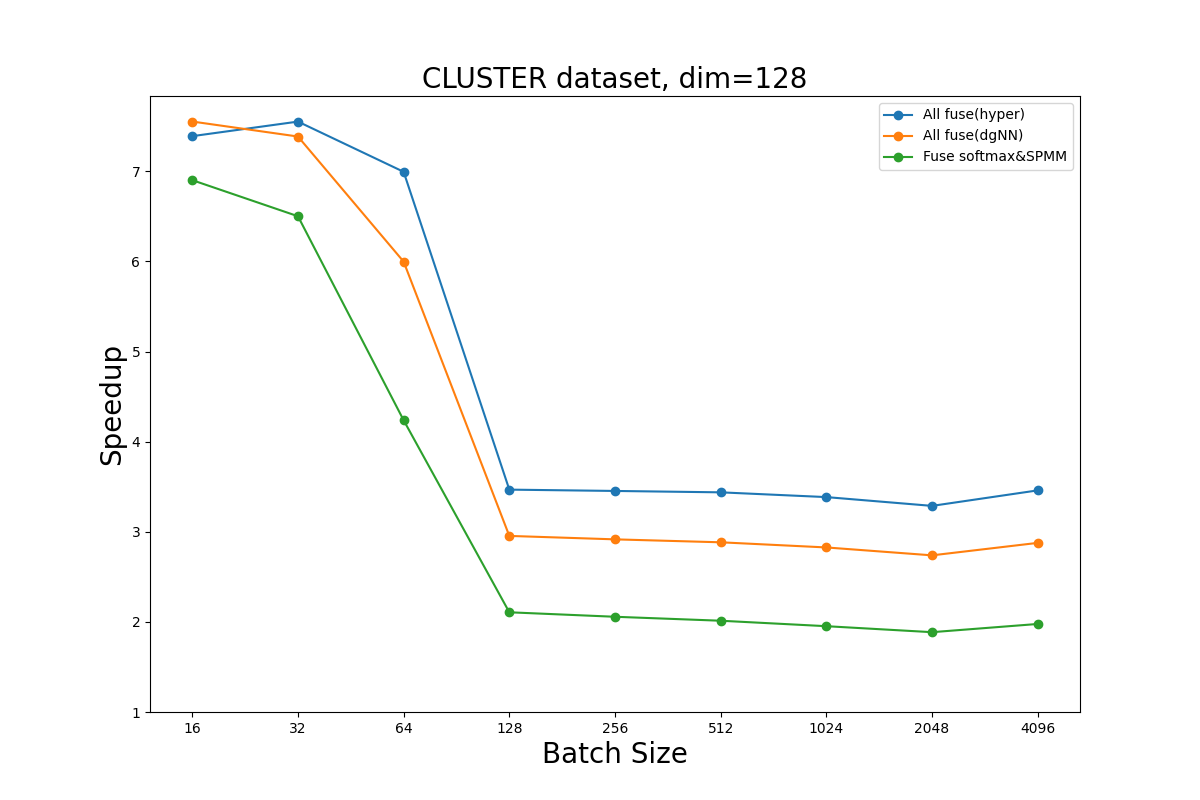 CLUSTER dataset, dim=128
All fuse(hyper)
All fuse(dgNN)
Fuse softmax&SPMM
Speedup
7
6
5
4
3
2
1
16 32 64 128 256 512 1024 2048 4096
Batch Size